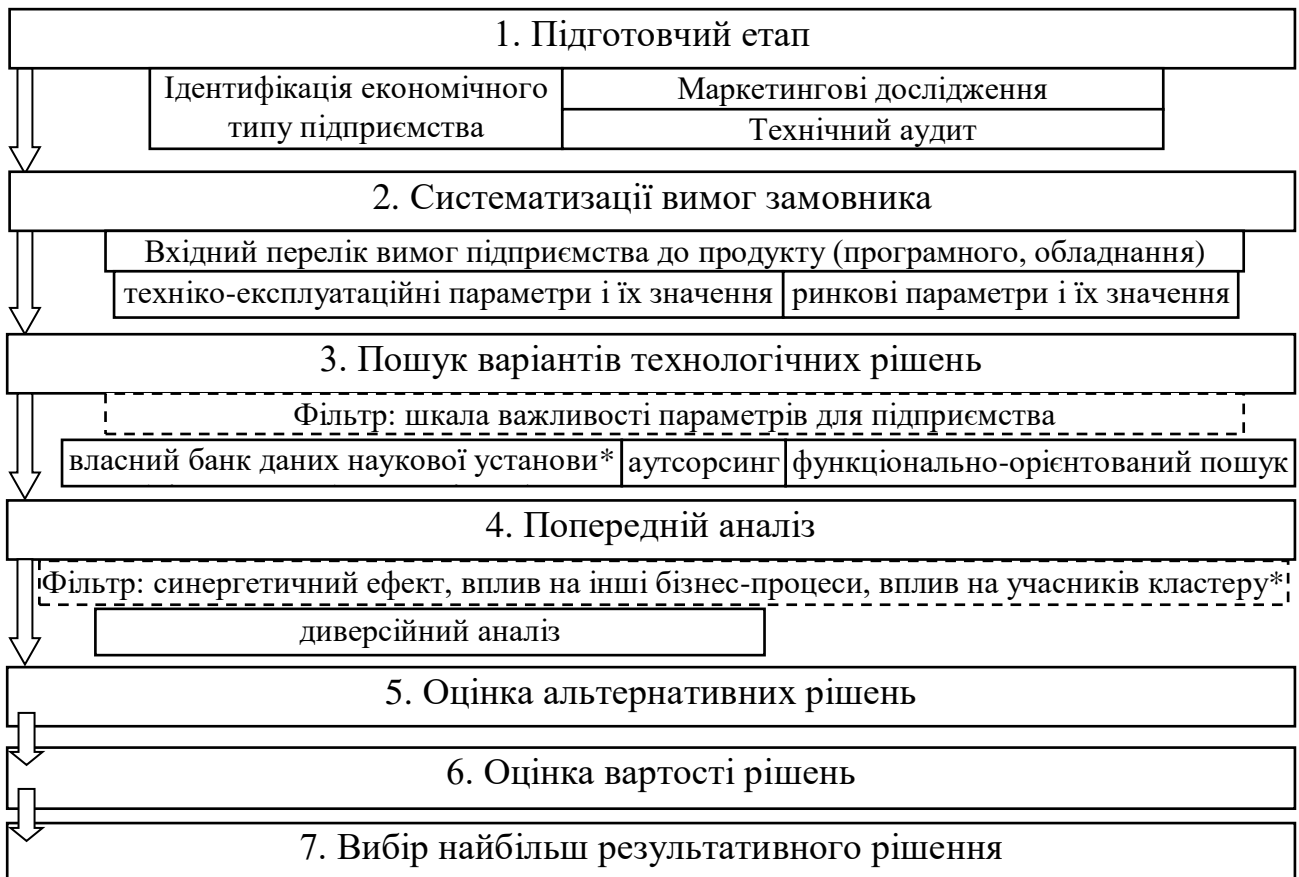 1. Підготовчий етап
Ідентифікація економічного
типу підприємства
Маркетингові дослідження
Технічний аудит
2. Систематизації вимог замовника
Вхідний перелік вимог підприємства до продукту (програмного, обладнання)
техніко-експлуатаційні параметри і їх значення
ринкові параметри і їх значення
3. Пошук варіантів технологічних рішень
Фільтр: шкала важливості параметрів для підприємства
власний банк даних наукової установи*
аутсорсинг
функціонально-орієнтований пошук
4. Попередній аналіз
Фільтр: синергетичний ефект, вплив на інші бізнес-процеси, вплив на учасників кластеру*
диверсійний аналіз
5. Оцінка альтернативних рішень
6. Оцінка вартості рішень
7. Вибір найбільш результативного рішення